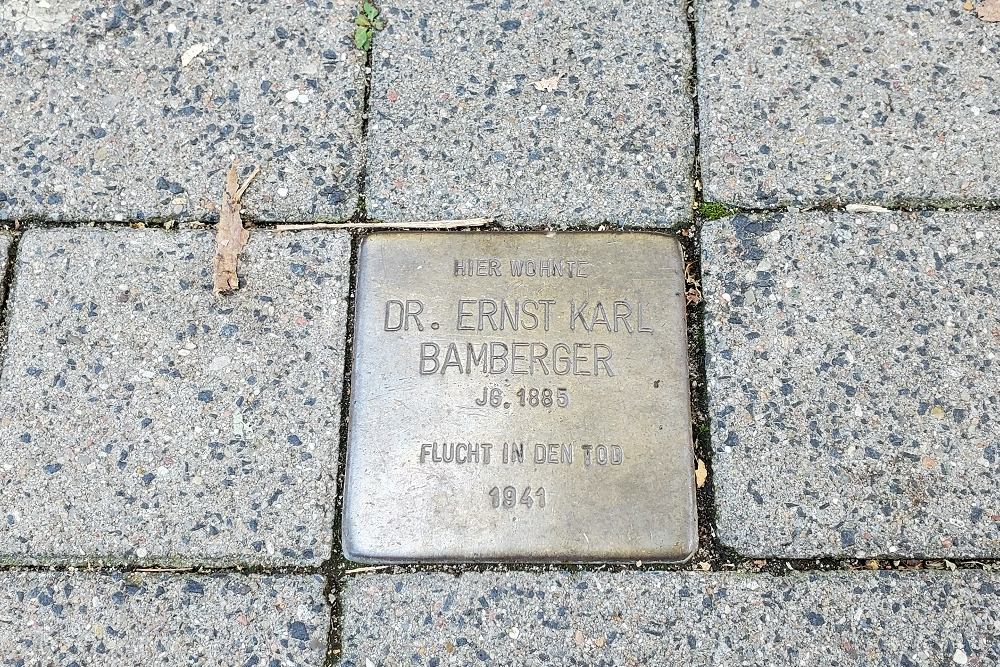 HIER WOHNTE
DR. ERNST KARL
BAMBERGER
JG. 1885
FLUCHT IN DEN TOD
1941